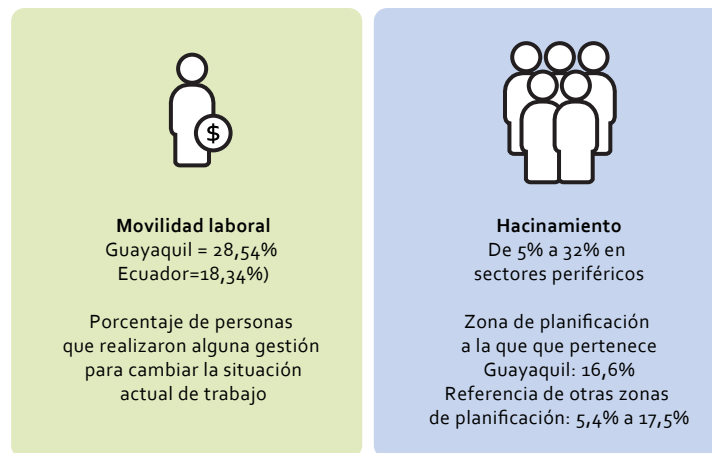 $
Movilidad laboral
Guayaquil = 28,54%
Ecuador=18,34%)
Porcentaje de personas
que realizaron alguna gestión
para cambiar la situación
actual de trabajo
Hacinamiento
De 5% a 32% en
sectores periféricos
Zona de planificación
a la que que pertenece
Guayaquil: 16,6%
Referencia de otras zonas
de planificación: 5,4% a 17,5%